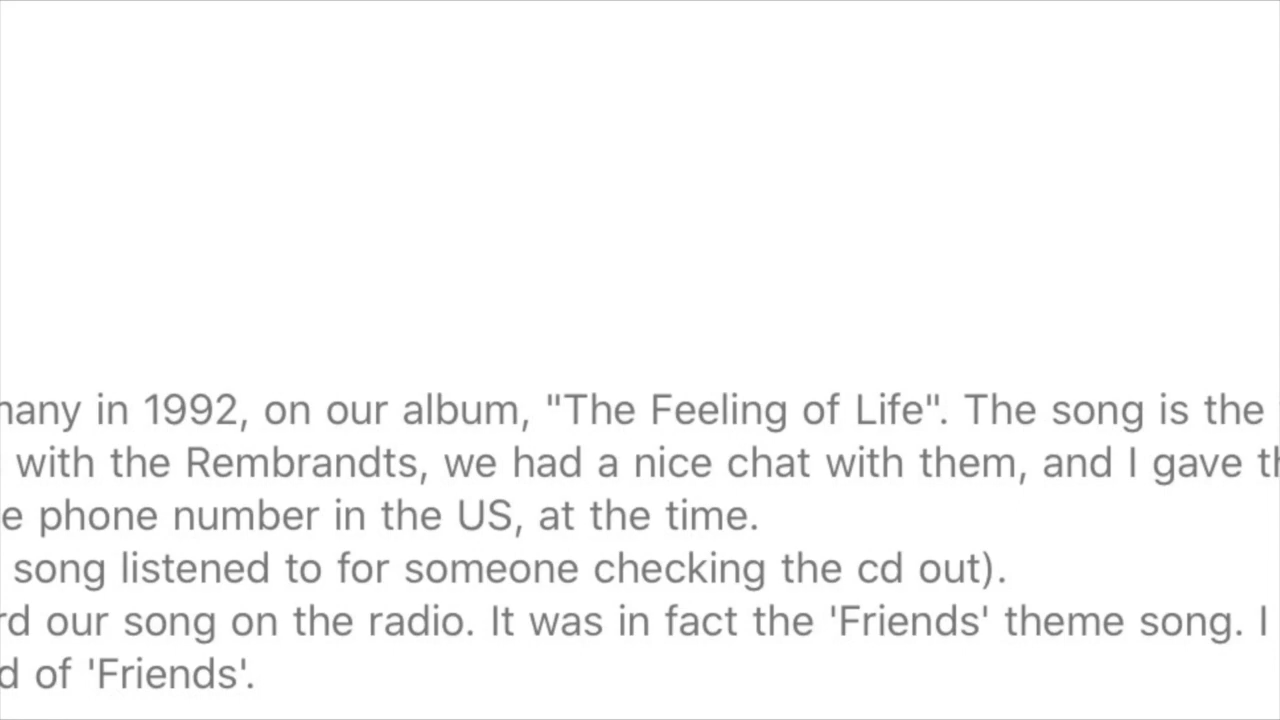 many in 1992, on our album, "The Feeling of Life". The song is the
with the Rembrandts, we had a nice chat with them, and I gave th
e phone number in the US, at the time.
song listened to for someone checking the cd out).
rd our song on the radio. It was in fact the 'Friends' theme song. I
d of 'Friends'.